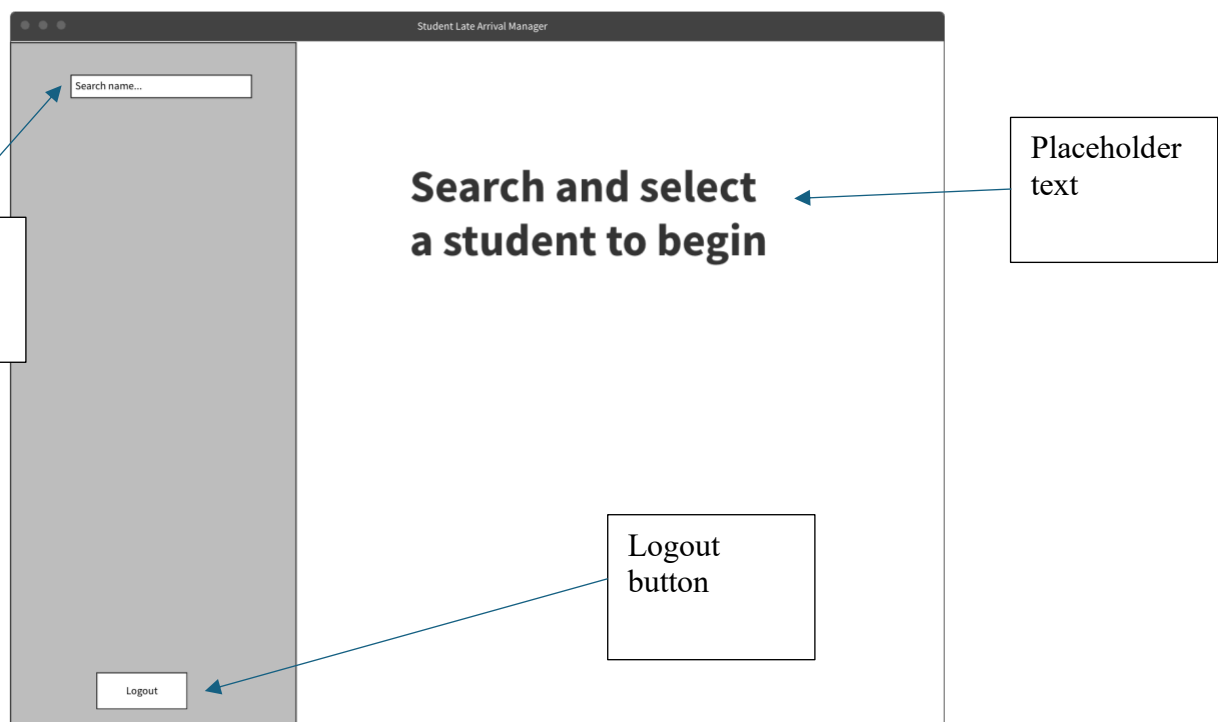 Student Late Arrival Manager
Search name...
Search and select
a student to begin
Placeholder
text
Logout
button
Logout